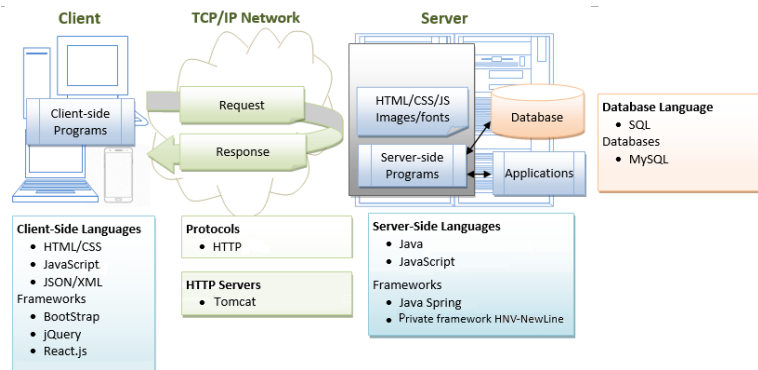 Client
TCP/IP Network
Server
Client-side
Programs
Request
Response
HTML/CSS/JS
Images/fonts
Server-side
Programs
Database
Applications
Database Language
• SQL
Databases
• MySQL
Client-Side Languages
• HTML/CSS
• JavaScript
• JSON/XML
Frameworks
• BootStrap
• jQuery
• React.js
Protocols
• HTTP
HTTP Servers
• Tomcat
Server-Side Languages
• Java
• JavaScript
Frameworks
• Java Spring
• Private framework HNV-NewLine